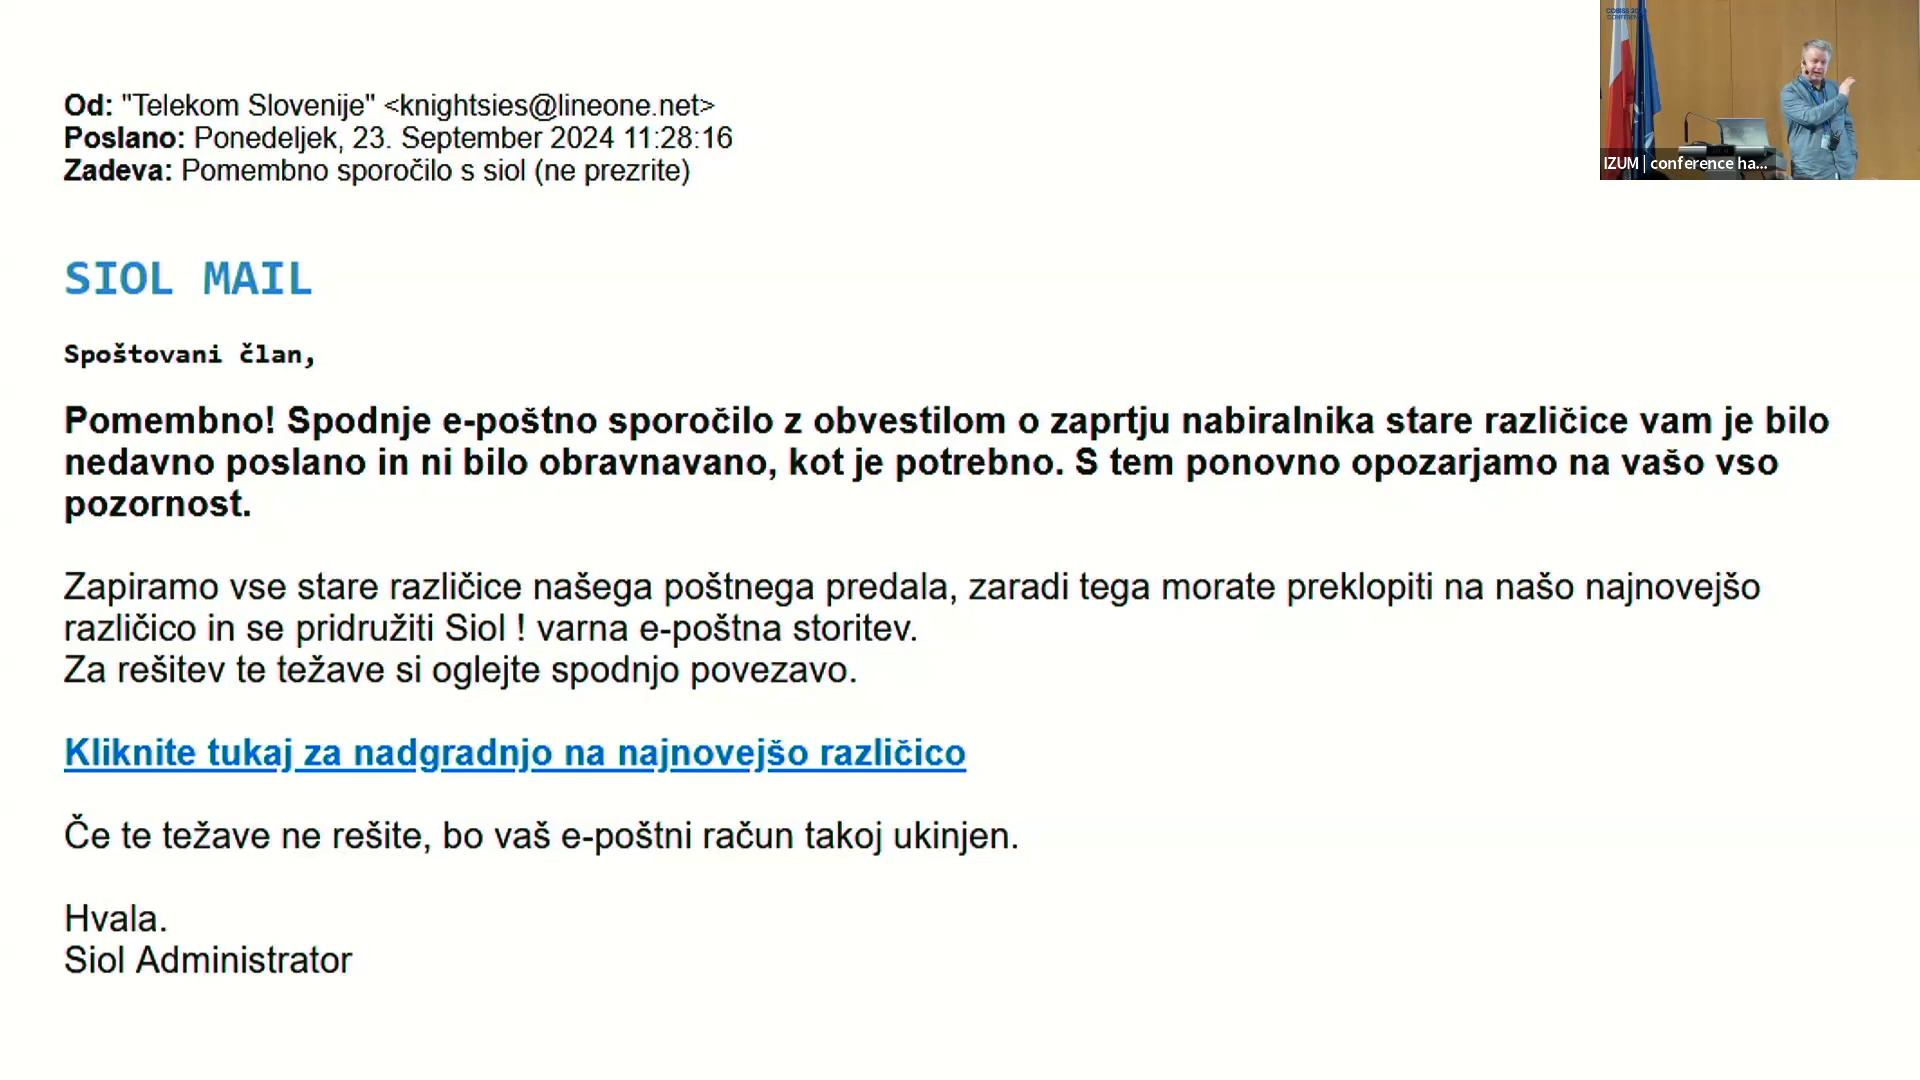 Od: "Telekom Slovenije" <knightsies@lineone.net>
Poslano: Ponedeljek, 23. September 2024 11:28:16
Zadeva: Pomembno sporočilo s siol (ne prezrite)
IZUM | conference ha...
SIOL MAIL
Spoštovani član,
Pomembno! Spodnje e-poštno sporočilo z obvestilom o zaprtju nabiralnika stare različice vam je bilo
nedavno poslano in ni bilo obravnavano, kot je potrebno. S tem ponovno opozarjamo na vašo vso
pozornost.
Zapiramo vse stare različice našega poštnega predala, zaradi tega morate preklopiti na našo najnovejšo
različico in se pridružiti Siol ! varna e-poštna storitev.
Za rešitev te težave si oglejte spodnjo povezavo.
Kliknite tukaj za nadgradnjo na najnovejšo različico
Če te težave ne rešite, bo vaš e-poštni račun takoj ukinjen.
Hvala.
Siol Administrator